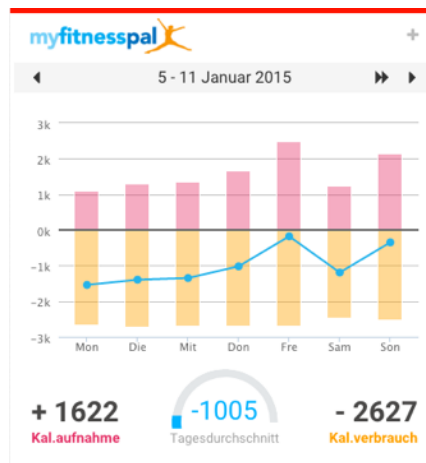 myfitnesspal
5 - 11 Januar 2015
3k
2k
1k
0k
−1k
−2k
−3k
Mon Die Mit Don Fre Sam Son
+ 1622 -1005 - 2627
Kal.aufnahme Tagesdurchschnitt Kal.verbrauch